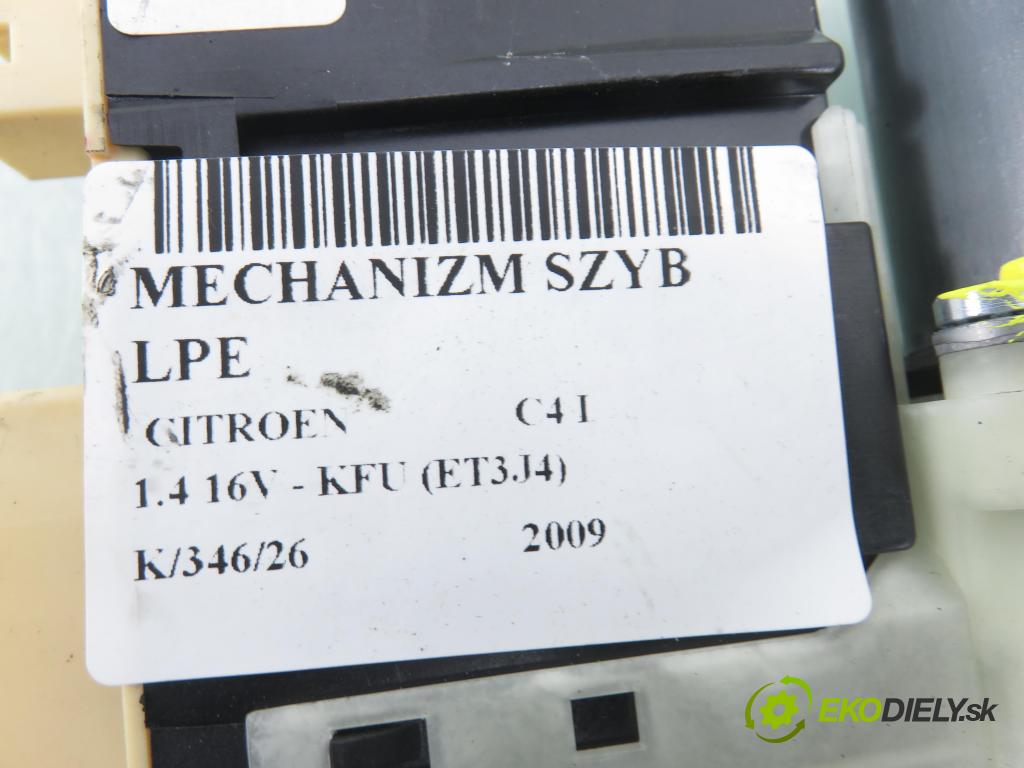 MECHANIZM SZYB
LPE
CITROEN C4 I
1.4 16V - KFU (ET3J4)
K/346/26 2009
EKODIELY.sk